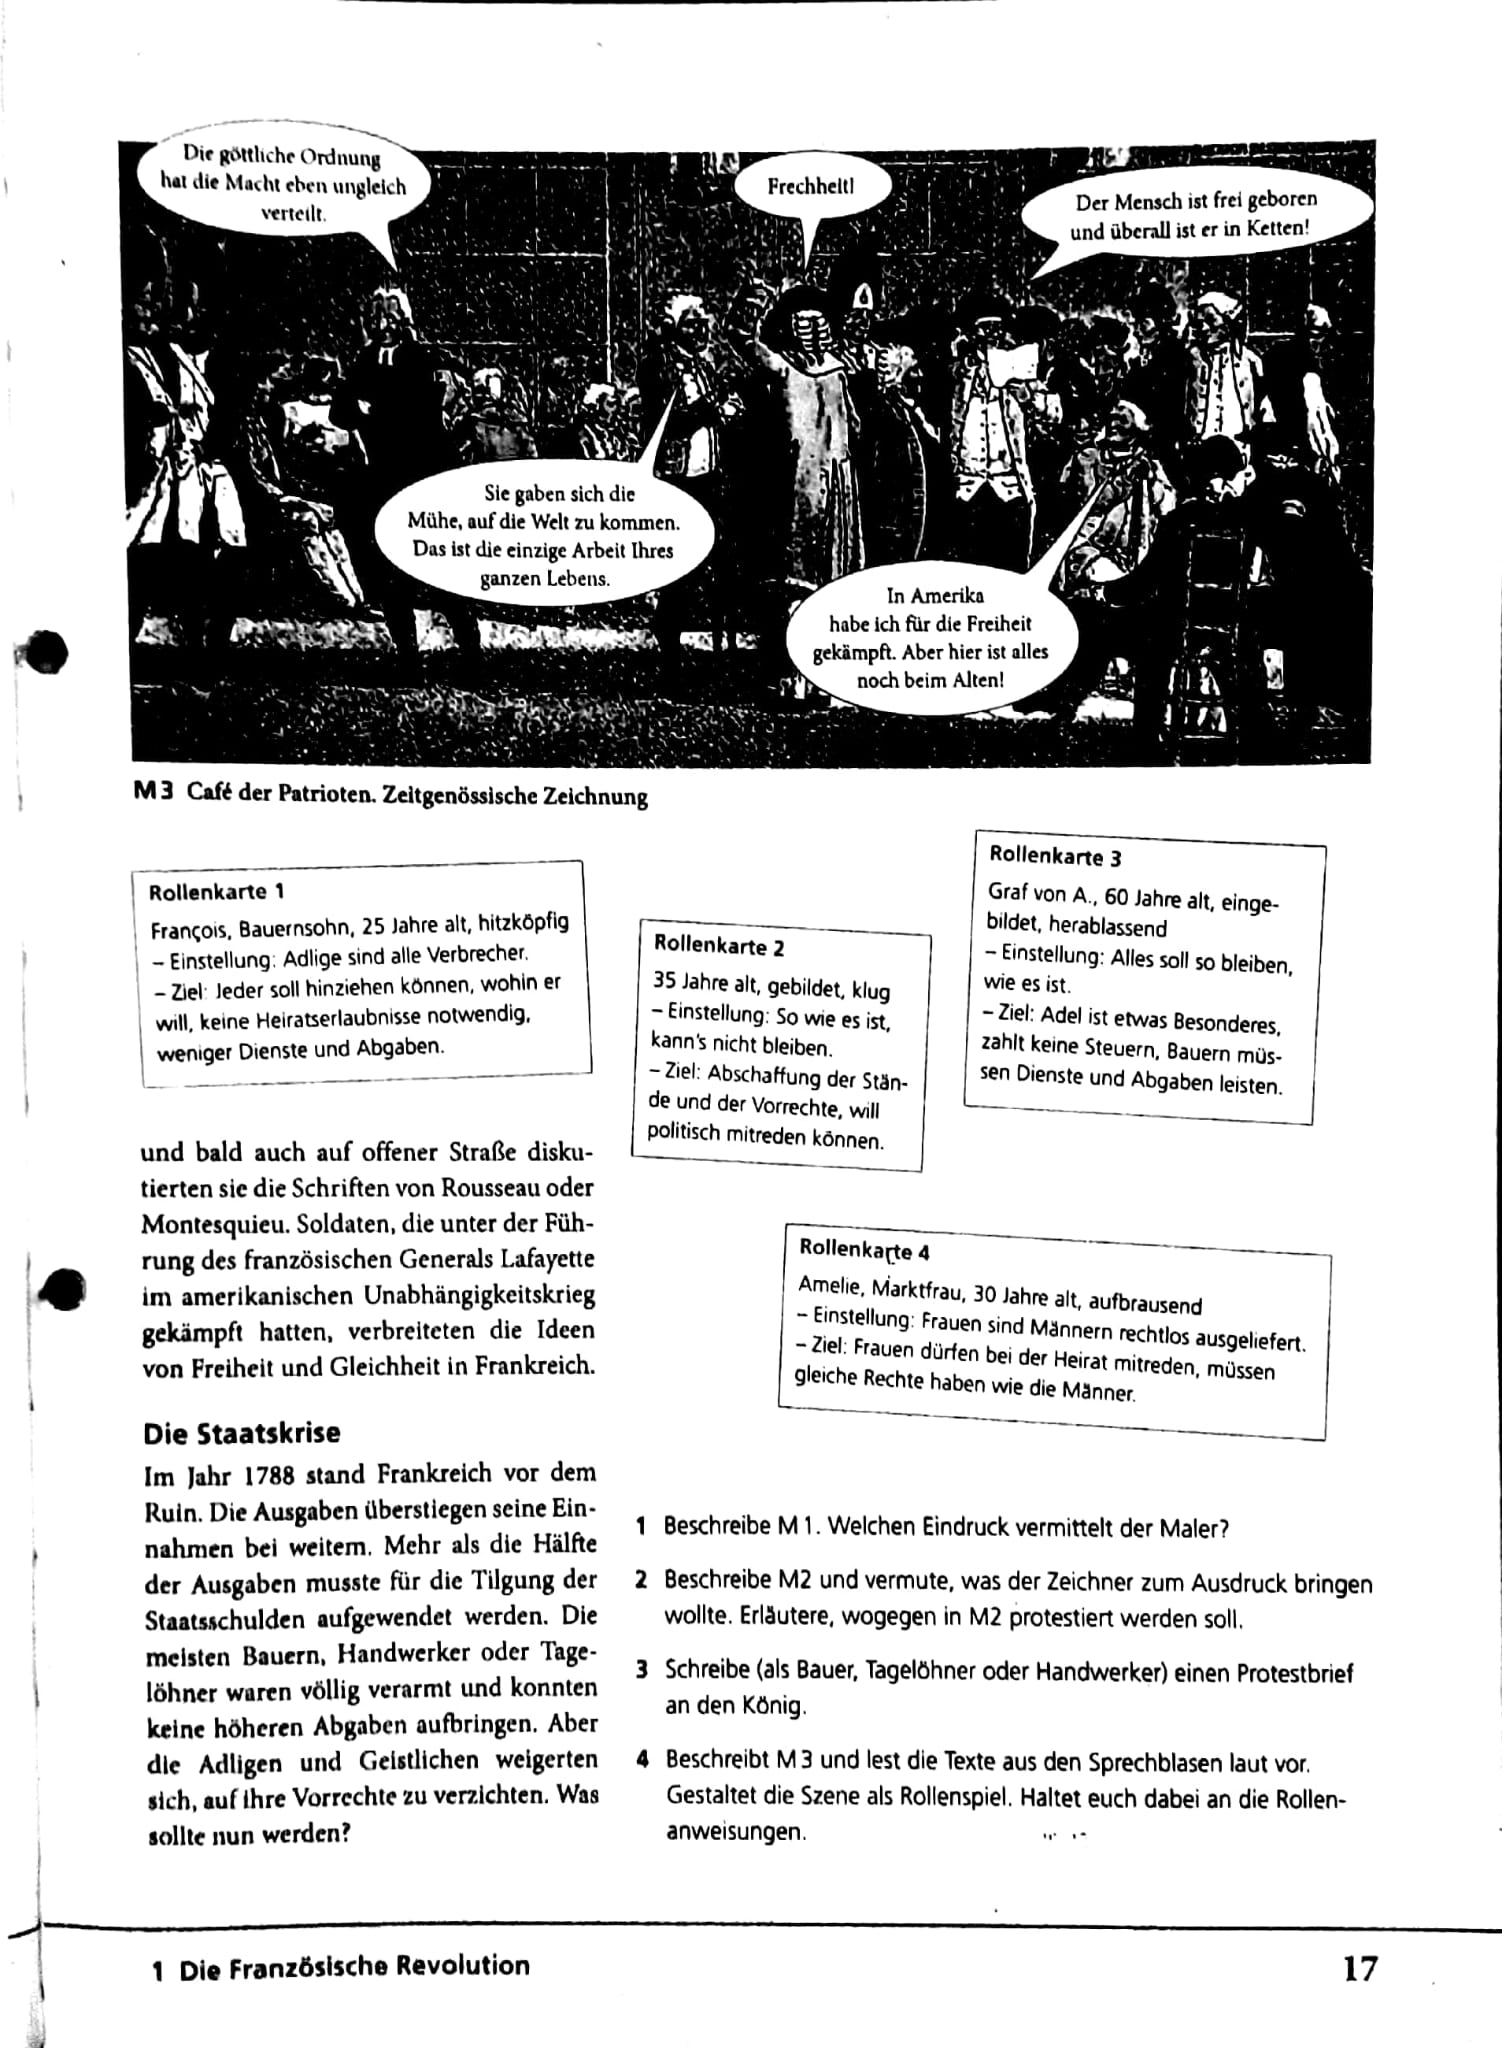 Die göttliche Ordnung
hat die Macht eben ungleich
verteilt.
Frechheit!
Der Mensch ist frei geboren
und überall ist er in Ketten!
Sie gaben sich die
Mühe, auf die Welt zu kommen.
Das ist die einzige Arbeit Ihres
ganzen Lebens.
In Amerika
habe ich für die Freiheit
gekämpft. Aber hier ist alles
noch beim Alten!
M 3 Café der Patrioten. Zeitgenössische Zeichnung
Rollenkarte 1
François, Bauernsohn, 25 Jahre alt, hitzköpfig
– Einstellung: Adlige sind alle Verbrecher.
– Ziel: Jeder soll hinziehen können, wohin er
will, keine Heiratserlaubnisse notwendig,
weniger Dienste und Abgaben.
Rollenkarte 2
35 Jahre alt, gebildet, klug
– Einstellung: So wie es ist,
kann's nicht bleiben.
– Ziel: Abschaffung der Stän-
de und der Vorrechte, will
politisch mitreden können.
Rollenkarte 3
Graf von A., 60 Jahre alt, einge-
bildet, herablassend
– Einstellung: Alles soll so bleiben,
wie es ist.
– Ziel: Adel ist etwas Besonderes,
zahlt keine Steuern, Bauern müs-
sen Dienste und Abgaben leisten.
Rollenkarte 4
Amelie, Marktfrau, 30 Jahre alt, aufbrausend
– Einstellung: Frauen sind Männern rechtlos ausgeliefert.
– Ziel: Frauen dürfen bei der Heirat mitreden, müssen
gleiche Rechte haben wie die Männer.
und bald auch auf offener Straße disku-
tierten sie die Schriften von Rousseau oder
Montesquieu. Soldaten, die unter der Füh-
rung des französischen Generals Lafayette
im amerikanischen Unabhängigkeitskrieg
gekämpft hatten, verbreiteten die Ideen
von Freiheit und Gleichheit in Frankreich.
Die Staatskrise
Im Jahr 1788 stand Frankreich vor dem
Ruin. Die Ausgaben überstiegen seine Ein-
nahmen bei weitem. Mehr als die Hälfte
der Ausgaben musste für die Tilgung der
Staatsschulden aufgewendet werden. Die
meisten Bauern, Handwerker oder Tage-
löhner waren völlig verarmt und konnten
keine höheren Abgaben aufbringen. Aber
die Adligen und Geistlichen weigerten
sich, auf ihre Vorrechte zu verzichten. Was
sollte nun werden?
1 Beschreibe M 1. Welchen Eindruck vermittelt der Maler?
2 Beschreibe M2 und vermute, was der Zeichner zum Ausdruck bringen
wollte. Erläutere, wogegen in M2 protestiert werden soll.
3 Schreibe (als Bauer, Tagelöhner oder Handwerker) einen Protestbrief
an den König.
4 Beschreibt M 3 und lest die Texte aus den Sprechblasen laut vor.
Gestaltet die Szene als Rollenspiel. Haltet euch dabei an die Rollen-
anweisungen.
1 Die Französische Revolution
17